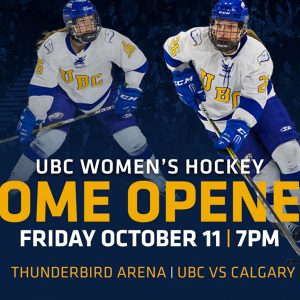 UBC
UBC
UBC WOMEN'S HOCKEY
OME OPENE
FRIDAY OCTOBER 11 | 7PM
THUNDERBIRD ARENA | UBC VS CALGARY